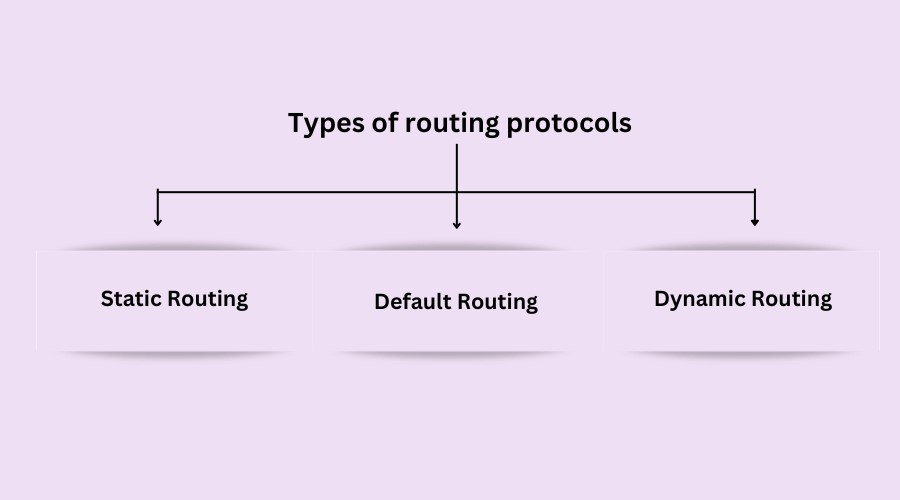 Types of routing protocols
Static Routing
Default Routing
Dynamic Routing